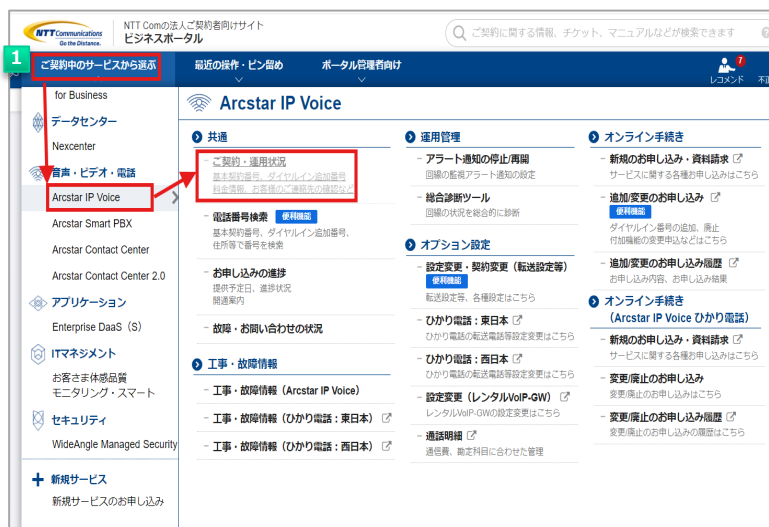 NTT Communications
Go the Distance.
NTT Comの法人ご契約者向けサイト
ビジネスポータル
ご契約に関する情報、チケット、マニュアルなどが検索できます
1
ご契約中のサービスから選ぶ
最近の操作・ピン留め
ポータル管理者向け
7
レコメンド
for Business
データセンター
Nexcenter
音声・ビデオ・電話
Arcstar IP Voice
Arcstar Smart PBX
Arcstar Contact Center
Arcstar Contact Center 2.0
アプリケーション
Enterprise DaaS（S）
ITマネジメント
お客さま体感品質
モニタリング・スマート
セキュリティ
WideAngle Managed Security
新規サービス
新規サービスのお申し込み
Arcstar IP Voice
共通
ご契約・運用状況
基本契約番号、ダイヤルイン追加番号
料金情報、お客様のご連絡先の確認など
電話番号検索 便利機能
基本契約番号、ダイヤルイン追加番号、
住所等で番号を検索
お申し込みの進捗
提供予定日、進捗状況
開通案内
故障・お問い合わせの状況
工事・故障情報
工事・故障情報（Arcstar IP Voice）
工事・故障情報（ひかり電話：東日本）
工事・故障情報（ひかり電話：西日本）
運用管理
アラート通知の停止/再開
回線の監視アラート通知の設定
総合診断ツール
回線の状況を総合的に診断
オプション設定
設定変更・契約変更（転送設定等）
便利機能
転送設定等、各種設定はこちら
ひかり電話：東日本
ひかり電話の転送電話等設定変更はこちら
ひかり電話：西日本
ひかり電話の転送電話等設定変更はこちら
設定変更（レンタルVoIP-GW）
レンタルVoIP-GWの設定変更はこちら
通話明細
通信費、勘定科目に合わせた管理
オンライン手続き
新規のお申し込み・資料請求
サービスに関する各種お申し込みはこちら
追加/変更のお申し込み
便利機能
ダイヤルイン番号の追加、廃止
付加機能の変更申込などはこちら
追加/変更のお申し込み履歴
お申し込み内容、お申し込み結果
オンライン手続き
（Arcstar IP Voice ひかり電話）
新規のお申し込み・資料請求
サービスに関する各種お申し込みはこちら
変更/廃止のお申し込み
変更/廃止のお申し込みはこちら
変更/廃止のお申し込み履歴
変更/廃止のお申し込みの履歴はこちら